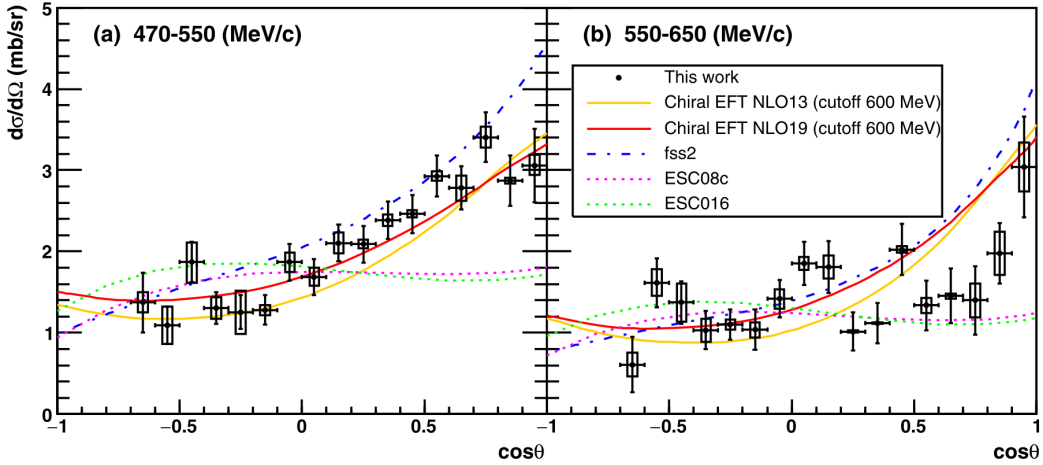 (a) 470-550 (MeV/c)
(b) 550-650 (MeV/c)
dσ/dΩ (mb/sr)
5
4
3
2
1
0
This work
Chiral EFT NLO13 (cutoff 600 MeV)
Chiral EFT NLO19 (cutoff 600 MeV)
fss2
ESC08c
ESC016
−1 −0.5 0 0.5 −1 −0.5 0 0.5 1
cosθ cosθ